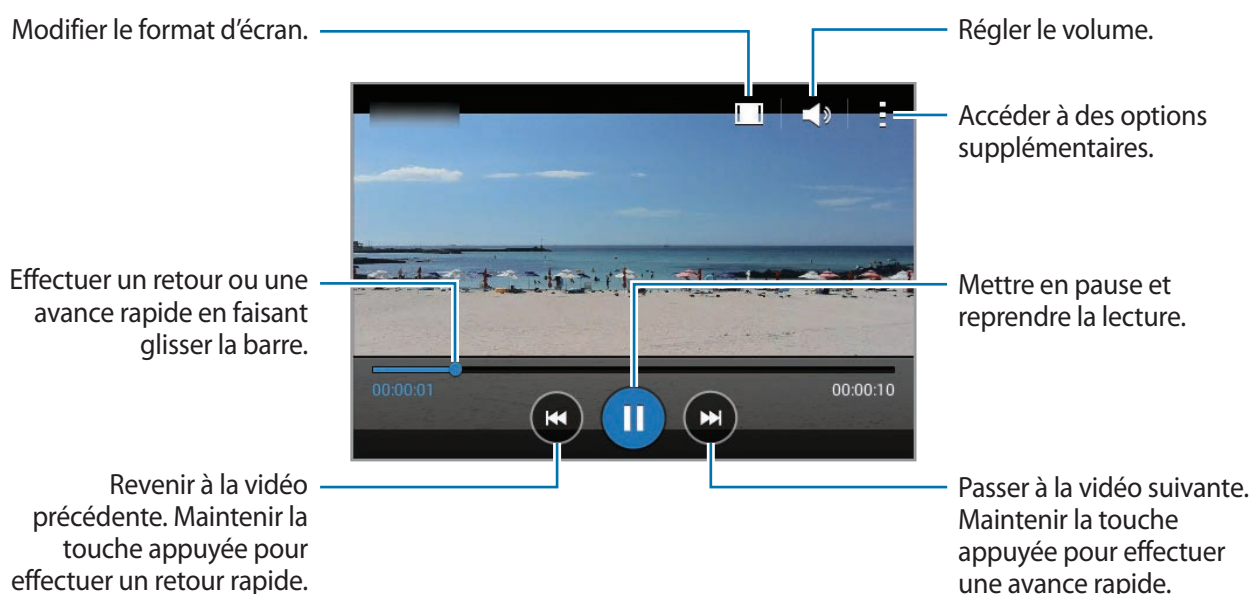 Modifier le format d'écran.
Régler le volume.
Accéder à des options
supplémentaires.
Effectuer un retour ou une
avance rapide en faisant
glisser la barre.
Mettre en pause et
reprendre la lecture.
00:00:01
00:00:10
Revenir à la vidéo
précédente. Maintenir la
touche appuyée pour
effectuer un retour rapide.
Passer à la vidéo suivante.
Maintenir la touche
appuyée pour effectuer
une avance rapide.